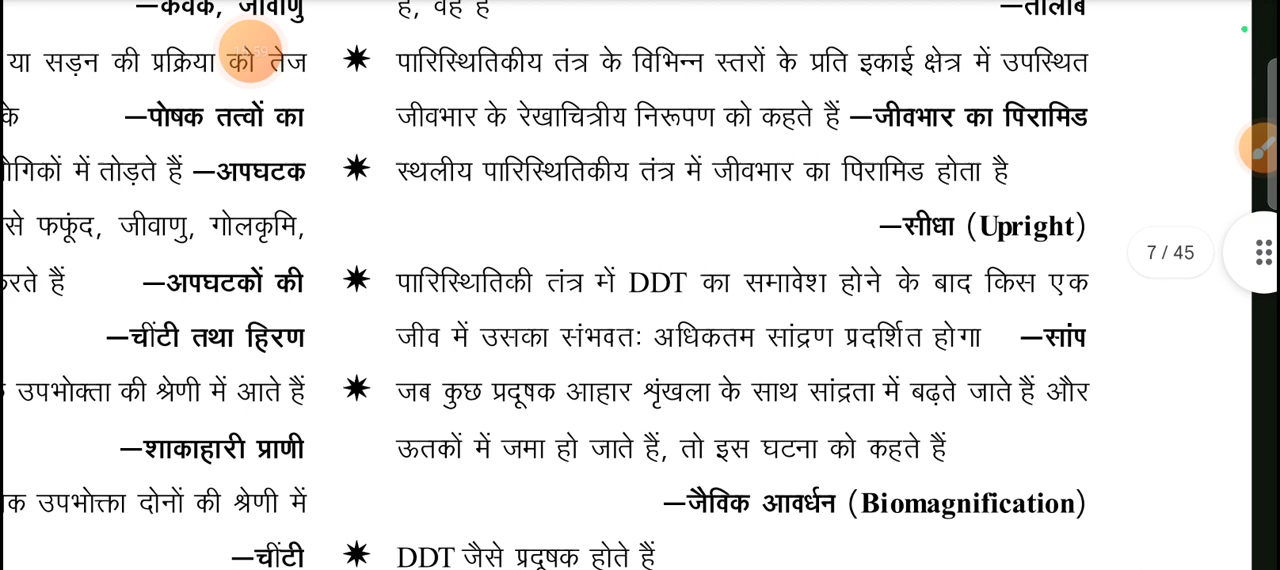 —कवक, जीवाणु
या सड़न की प्रक्रिया को तेज
के —पोषक तत्वों का
में तोड़ते हैं —अपघटक
से फफूंद, जीवाणु, गोलकृमि,
हैं —अपघटकों की
—चींटी तथा हिरण
उपभोक्ता की श्रेणी में आते हैं
—शाकाहारी प्राणी
उपभोक्ता दोनों की श्रेणी में
—चींटी
है, वह है —तालाब
✷ पारिस्थितिकीय तंत्र के विभिन्न स्तरों के प्रति इकाई क्षेत्र में उपस्थित
जीवभार के रेखाचित्रीय निरूपण को कहते हैं —जीवभार का पिरामिड
✷ स्थलीय पारिस्थितिकीय तंत्र में जीवभार का पिरामिड होता है
—सीधा (Upright)
✷ पारिस्थितिकी तंत्र में DDT का समावेश होने के बाद किस एक
जीव में उसका संभवतः अधिकतम सांद्रण प्रदर्शित होगा —सांप
✷ जब कुछ प्रदूषक आहार शृंखला के साथ सांद्रता में बढ़ते जाते हैं और
ऊतकों में जमा हो जाते हैं, तो इस घटना को कहते हैं
—जैविक आवर्धन (Biomagnification)
✷ DDT जैसे प्रदूषक होते हैं
7 / 45